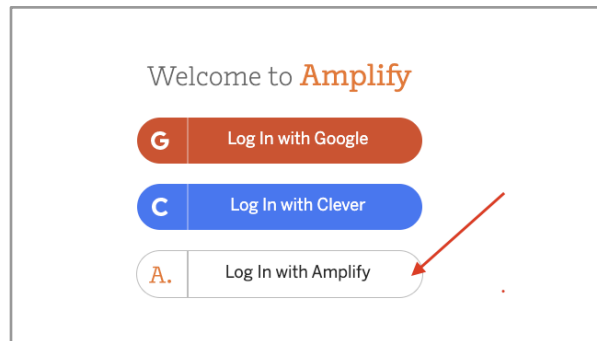 Welcome to Amplify
G Log In with Google
C Log In with Clever
A. Log In with Amplify